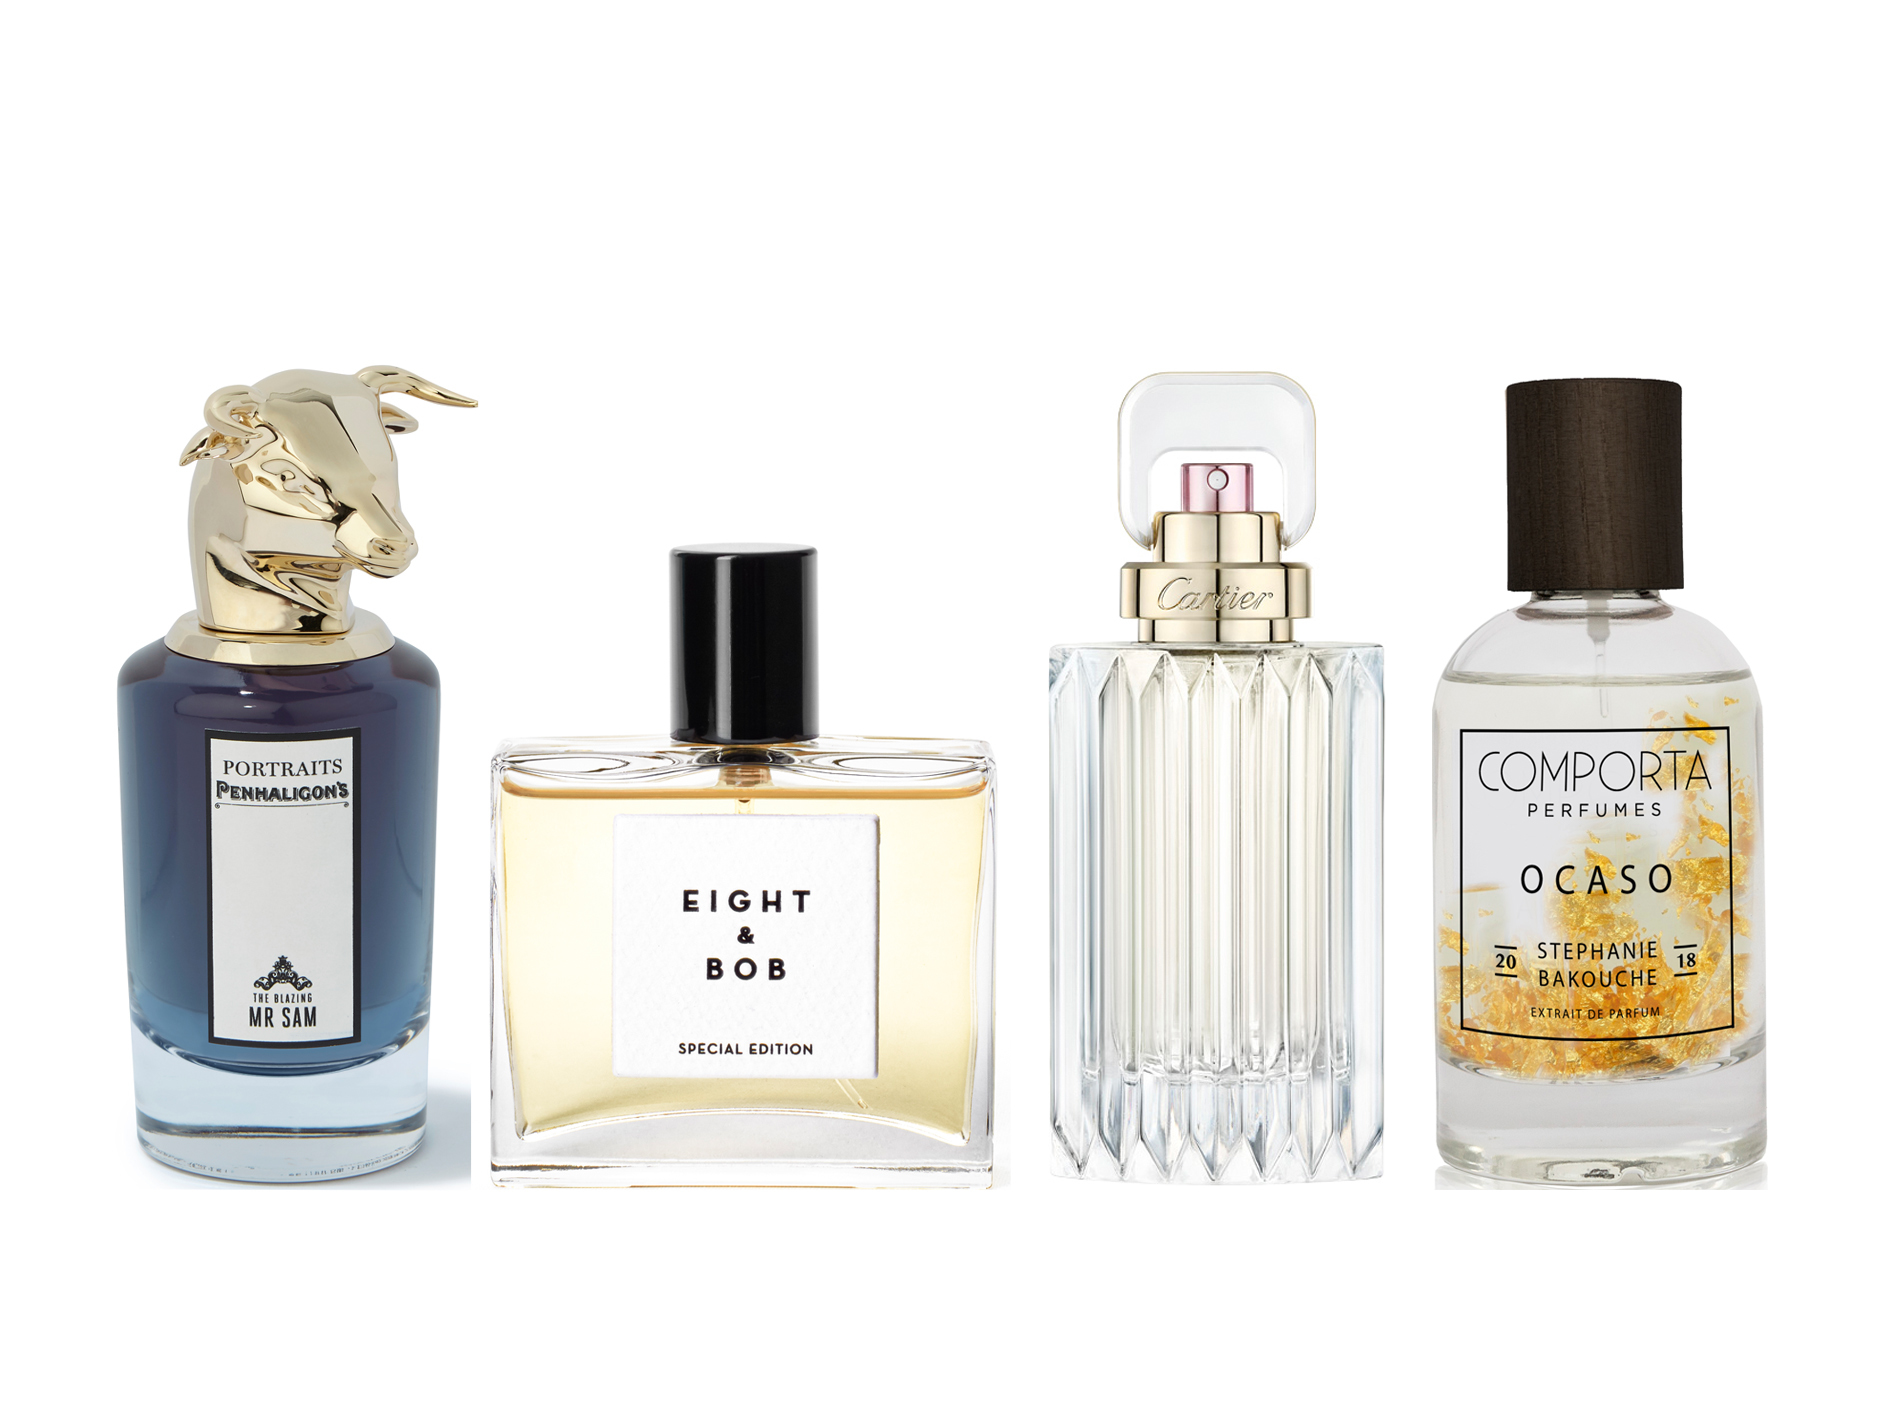 PORTRAITS
PENHALIGON'S
THE BLAZING
MR SAM
EIGHT
&
BOB
SPECIAL EDITION
Cartier
COMPORTA
PERFUMES
OCASO
20 STEPHANIE 18
BAKOUCHE
EXTRAIT DE PARFUM